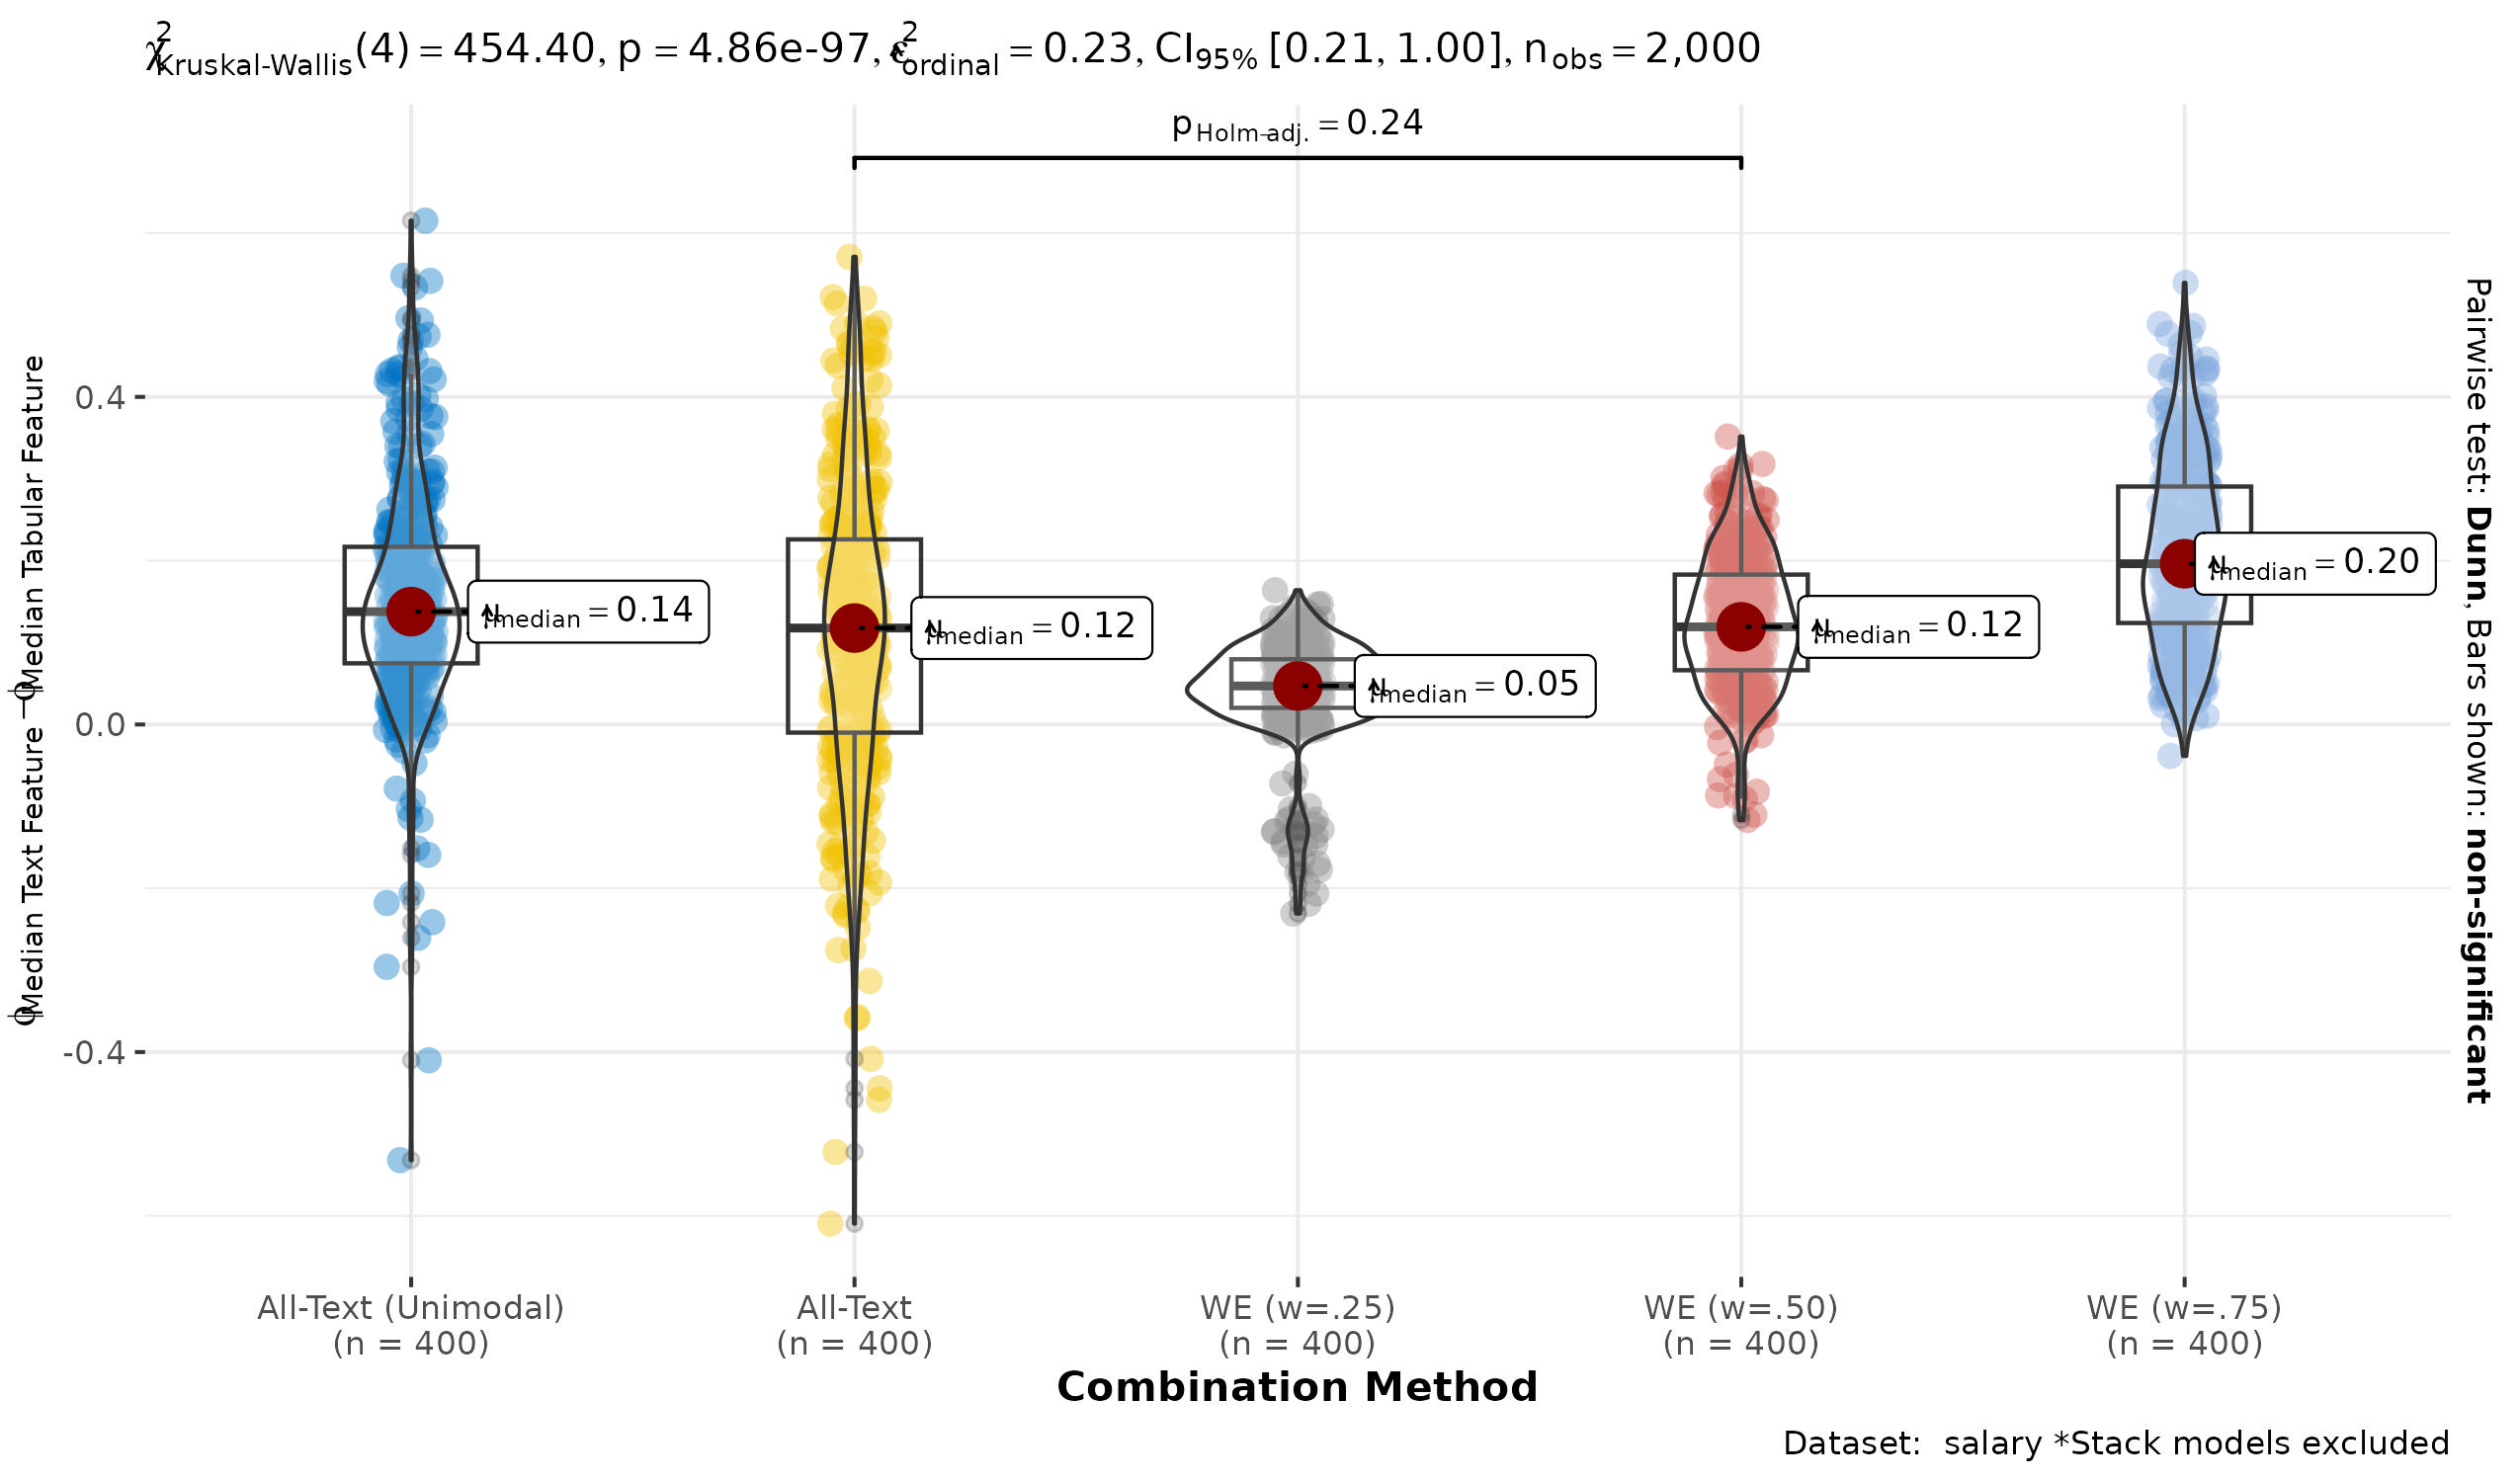 χ²Kruskal-Wallis(4) = 454.40, p = 4.86e-97, ε̂²ordinal = 0.23, CI95% [0.21, 1.00], nobs = 2,000
pHolm-adj. = 0.24
0.4
0.0
-0.4
ϕMedian Text Feature − ϕMedian Tabular Feature
μ̂median = 0.14
μ̂median = 0.12
μ̂median = 0.05
μ̂median = 0.12
μ̂median = 0.20
Pairwise test: Dunn, Bars shown: non-significant
All-Text (Unimodal)
(n = 400)
All-Text
(n = 400)
WE (w=.25)
(n = 400)
WE (w=.50)
(n = 400)
WE (w=.75)
(n = 400)
Combination Method
Dataset:  salary *Stack models excluded